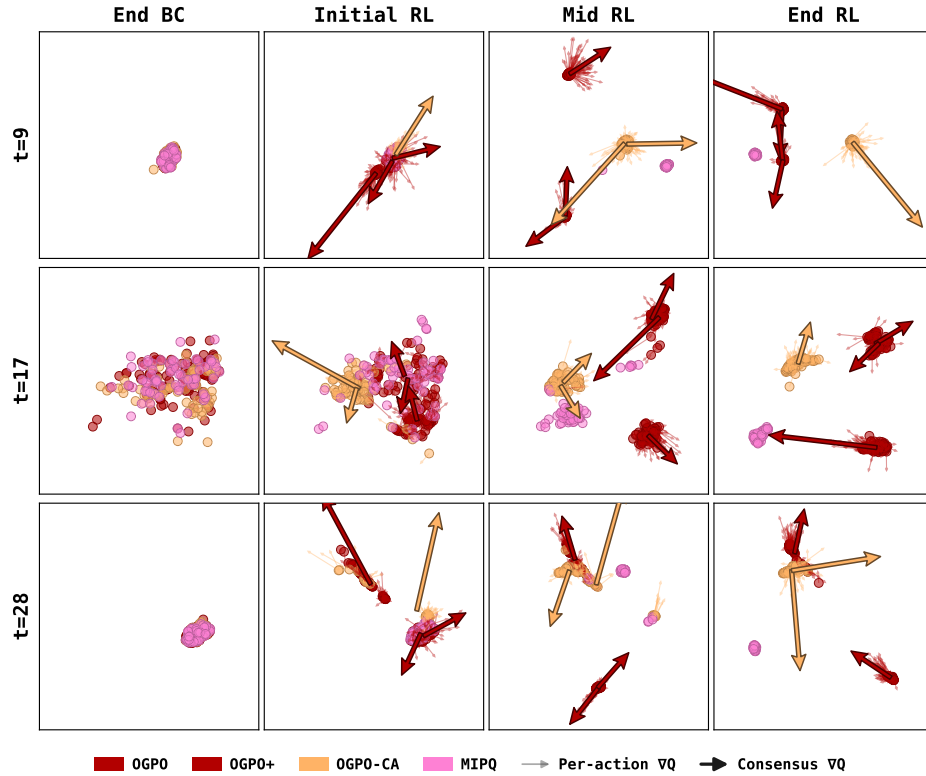 End BC Initial RL Mid RL End RL
t=9
t=17
t=28
OGPO OGPO+ OGPO-CA MIPQ Per-action ∇Q Consensus ∇Q